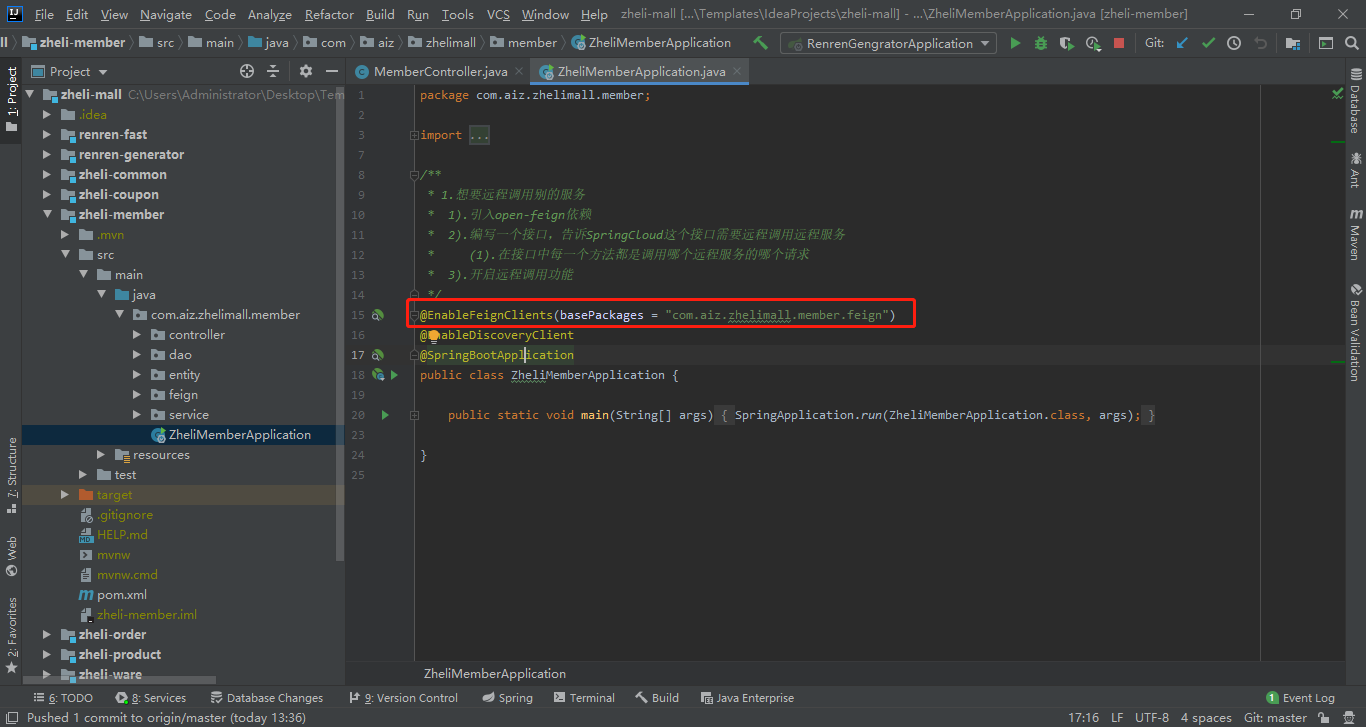 File Edit View Navigate Code Analyze Refactor Build Run Tools VCS Window Help zheli-mall [...\Templates\IdeaProjects\zheli-mall] - ...\ZheliMemberApplication.java [zheli-member]
zheli-member src main java com aiz zhelimall member ZheliMemberApplication RenrenGengratorApplication Git:
Project
MemberController.java ZheliMemberApplication.java
1: Project
7: Structure
Web
2: Favorites
zheli-mall C:\Users\Administrator\Desktop\Tem
.idea
renren-fast
renren-generator
zheli-common
zheli-coupon
zheli-member
.mvn
src
main
java
com.aiz.zhelimall.member
controller
dao
entity
feign
service
ZheliMemberApplication
resources
test
target
.gitignore
HELP.md
mvnw
mvnw.cmd
pom.xml
zheli-member.iml
zheli-order
zheli-product
zheli-ware
1 package com.aiz.zhelimall.member;
2
3 import ...
7
8 /**
9 * 1.想要远程调用别的服务
10 * 1).引入open-feign依赖
11 * 2).编写一个接口，告诉SpringCloud这个接口需要远程调用远程服务
12 * (1).在接口中每一个方法都是调用哪个远程服务的哪个请求
13 * 3).开启远程调用功能
14 */
15 @EnableFeignClients(basePackages = "com.aiz.zhelimall.member.feign")
16 @EnableDiscoveryClient
17 @SpringBootApplication
18 public class ZheliMemberApplication {
19
20 public static void main(String[] args) { SpringApplication.run(ZheliMemberApplication.class, args); }
23
24 }
25
ZheliMemberApplication
Database
Ant
Maven
Bean Validation
6: TODO 8: Services Database Changes 9: Version Control Spring Terminal Build Java Enterprise 1 Event Log
Pushed 1 commit to origin/master (today 13:36) 17:16 LF UTF-8 4 spaces Git: master